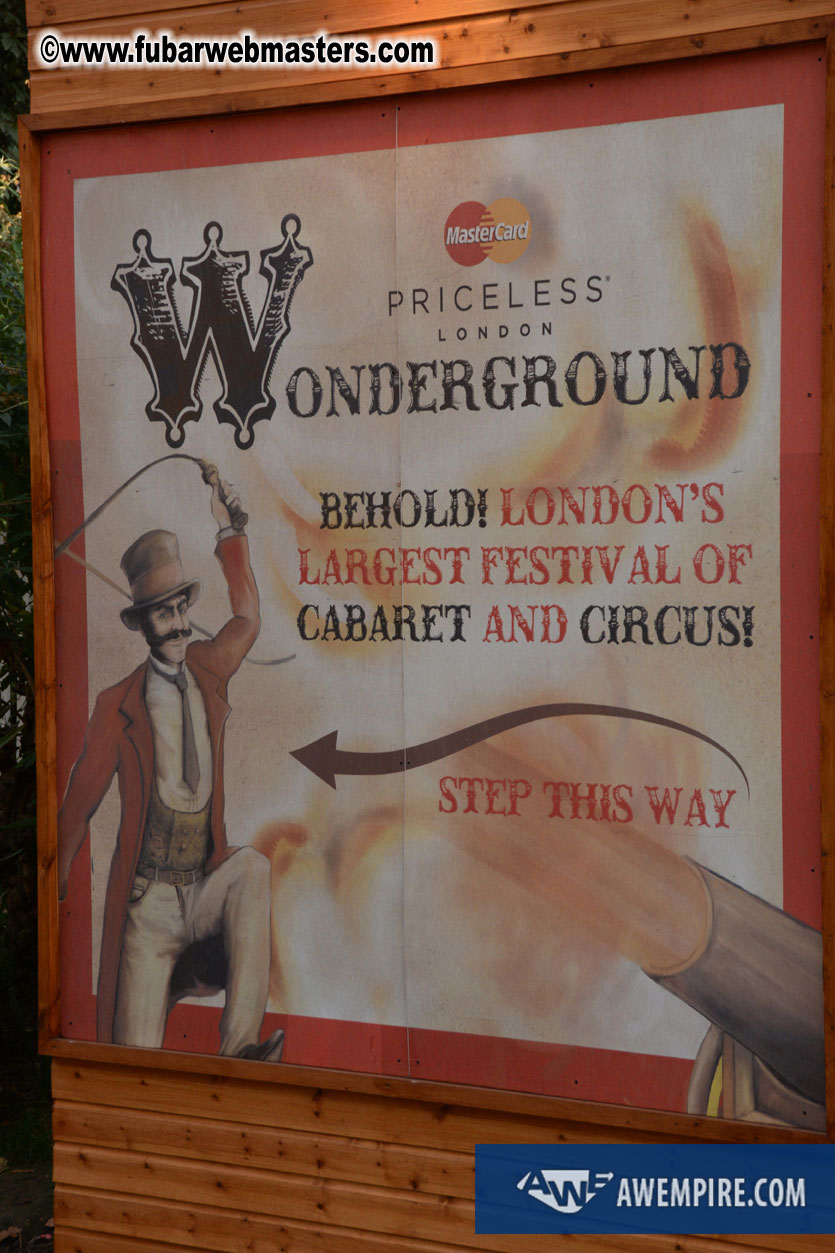 ©www.fubarwebmasters.com
MasterCard
PRICELESS®
LONDON
WONDERGROUND
BEHOLD! LONDON'S
LARGEST FESTIVAL OF
CABARET AND CIRCUS!
STEP THIS WAY
AW AWEMPIRE.COM